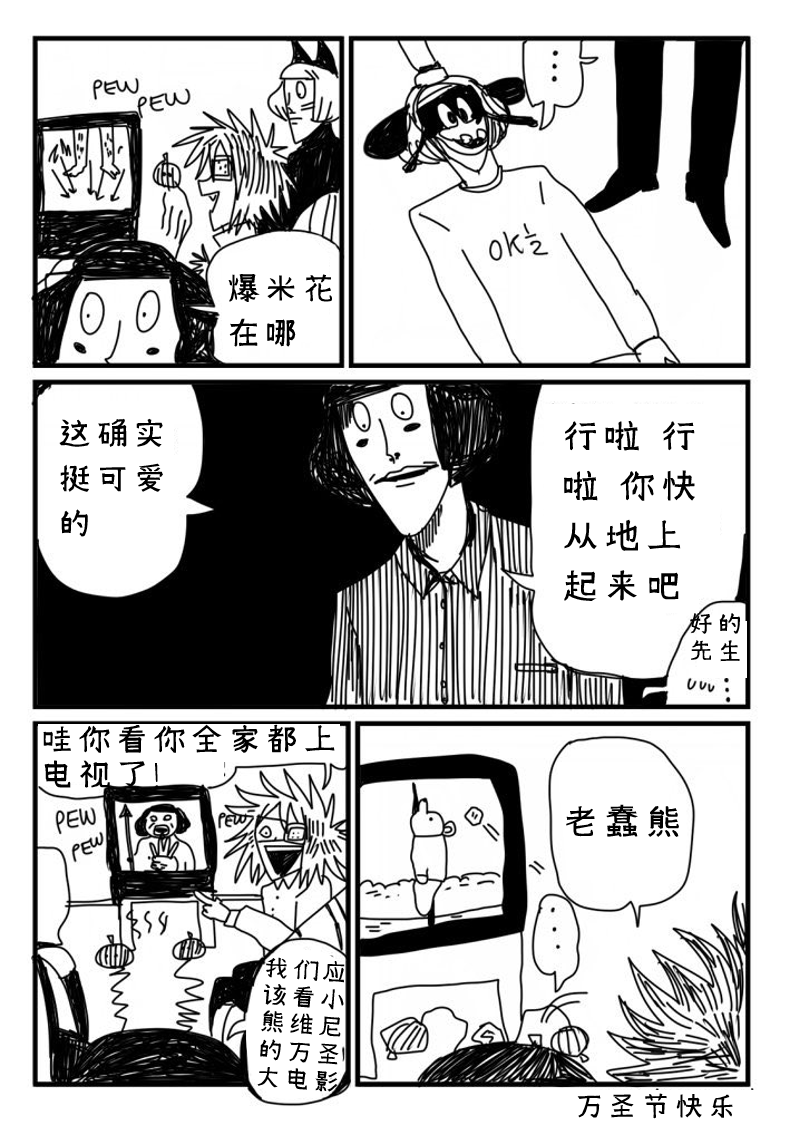 PEW
PEW
爆米花
在哪
...
OK½
这确实
挺可爱
的
行啦 行
啦 你快
从地上
起来吧
好的
先生
uuu...
哇你看你全家都上
电视了!
PEW
PEW
PEW
我们应
该看小
熊维尼
的万圣
大电影
老蠢熊
...
万圣节快乐